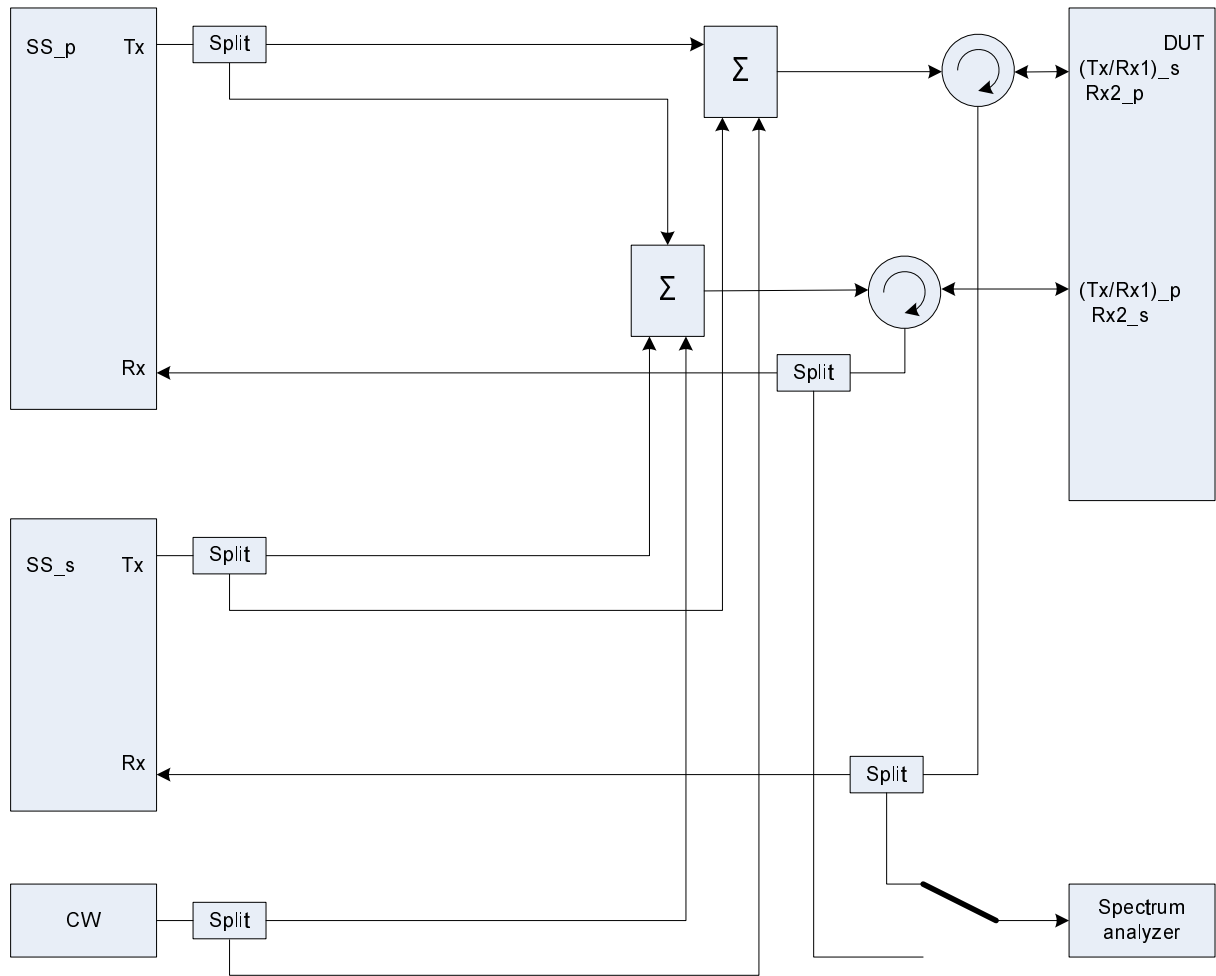 SS_p
Tx
Split
Σ
DUT
(Tx/Rx1)_s
Rx2_p
Σ
(Tx/Rx1)_p
Rx2_s
Rx
Split
SS_s
Tx
Split
Rx
Split
CW
Split
Spectrum
analyzer